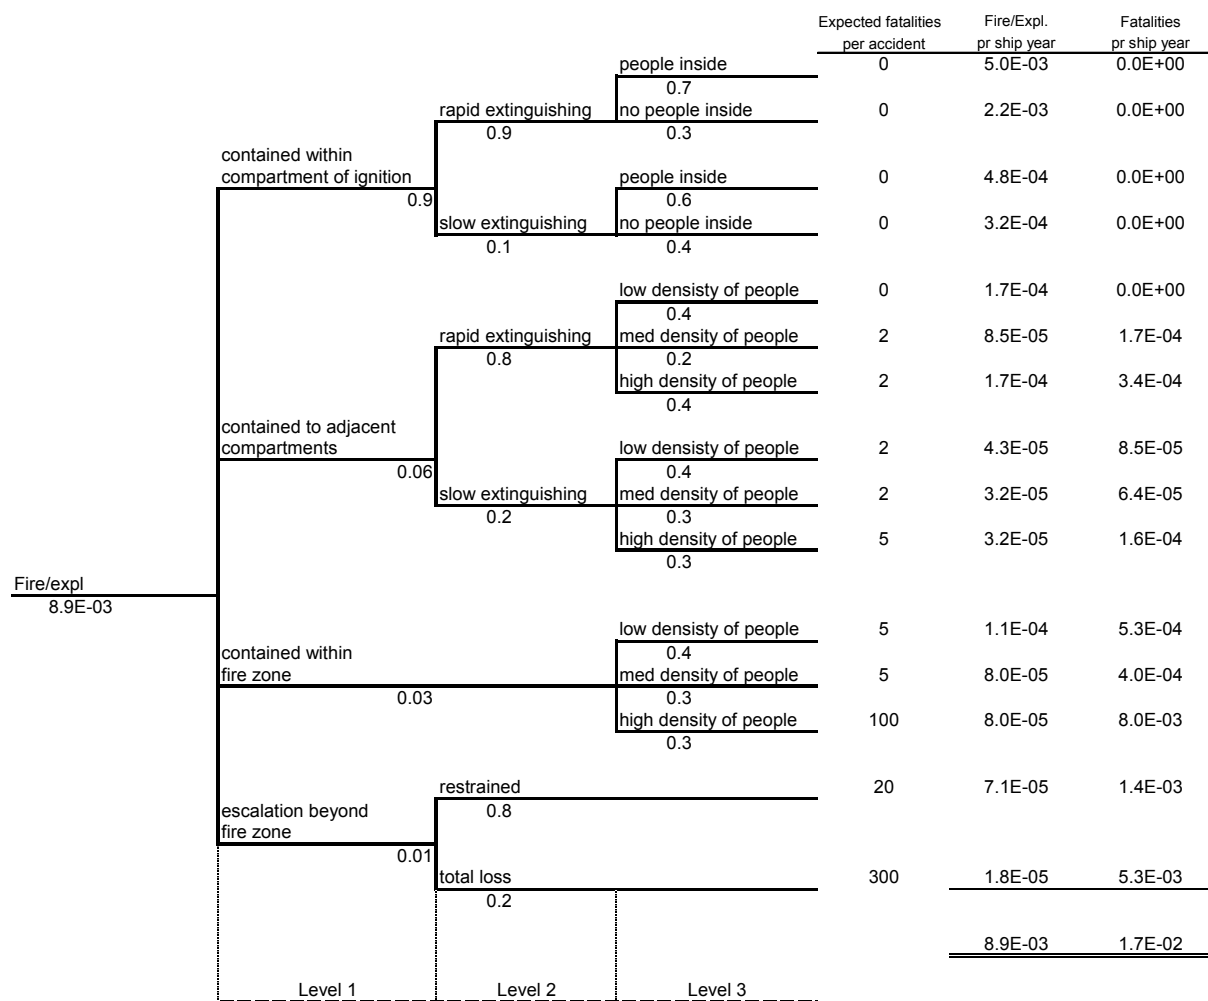 Expected fatalities Fire/Expl. Fatalities
per accident pr ship year pr ship year
people inside 0 5.0E-03 0.0E+00
0.7
rapid extinguishing no people inside 0 2.2E-03 0.0E+00
0.9 0.3
contained within
compartment of ignition people inside 0 4.8E-04 0.0E+00
0.9 0.6
slow extinguishing no people inside 0 3.2E-04 0.0E+00
0.1 0.4
low densisty of people 0 1.7E-04 0.0E+00
0.4
rapid extinguishing med density of people 2 8.5E-05 1.7E-04
0.8 0.2
high density of people 2 1.7E-04 3.4E-04
0.4
contained to adjacent
compartments low densisty of people 2 4.3E-05 8.5E-05
0.06 0.4
slow extinguishing med density of people 2 3.2E-05 6.4E-05
0.2 0.3
high density of people 5 3.2E-05 1.6E-04
0.3
Fire/expl
8.9E-03
low densisty of people 5 1.1E-04 5.3E-04
contained within 0.4
fire zone med density of people 5 8.0E-05 4.0E-04
0.03 0.3
high density of people 100 8.0E-05 8.0E-03
0.3
restrained 20 7.1E-05 1.4E-03
escalation beyond 0.8
fire zone
0.01
total loss 300 1.8E-05 5.3E-03
0.2
8.9E-03 1.7E-02
Level 1 Level 2 Level 3